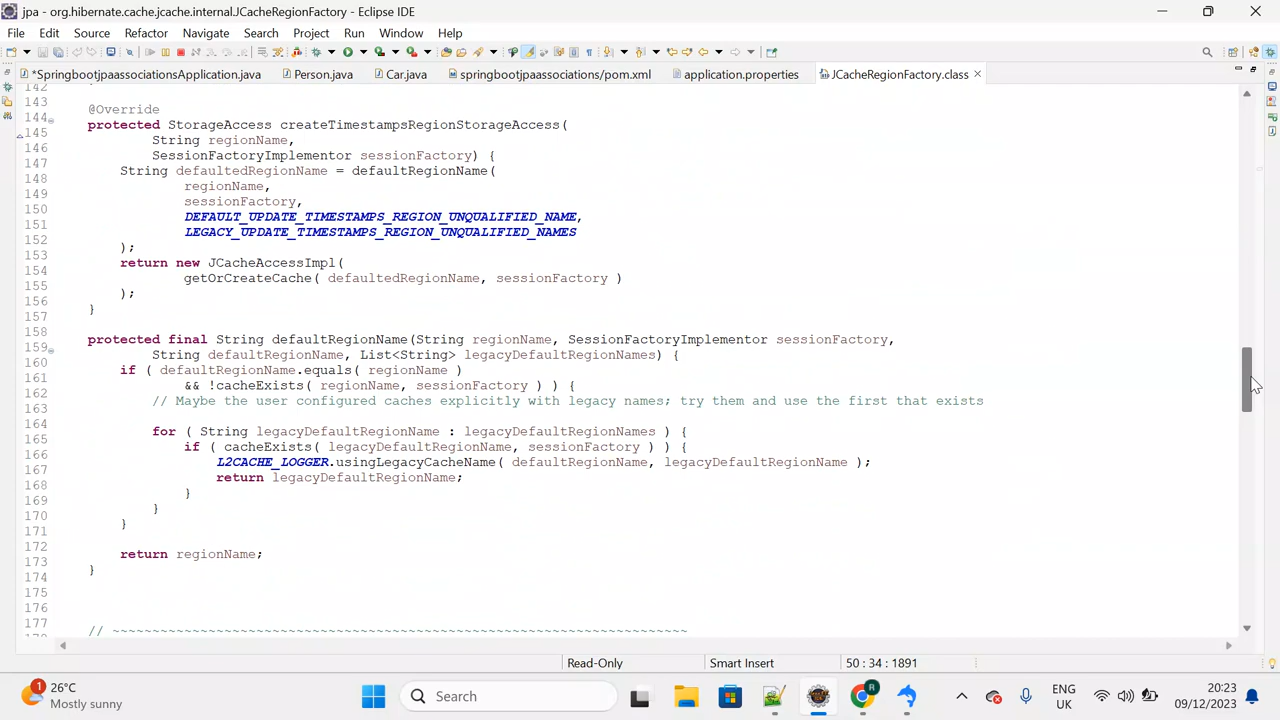 jpa - org.hibernate.cache.jcache.internal.JCacheRegionFactory - Eclipse IDE
File Edit Source Refactor Navigate Search Project Run Window Help
*SpringbootjpaassociationsApplication.java Person.java Car.java springbootjpaassociations/pom.xml application.properties JCacheRegionFactory.class
142
143
144 @Override
145 protected StorageAccess createTimestampsRegionStorageAccess(
146 String regionName,
147 SessionFactoryImplementor sessionFactory) {
148 String defaultedRegionName = defaultRegionName(
149 regionName,
150 sessionFactory,
151 DEFAULT_UPDATE_TIMESTAMPS_REGION_UNQUALIFIED_NAME,
152 LEGACY_UPDATE_TIMESTAMPS_REGION_UNQUALIFIED_NAMES
153 );
154 return new JCacheAccessImpl(
155 getOrCreateCache( defaultedRegionName, sessionFactory )
156 );
157 }
158
159 protected final String defaultRegionName(String regionName, SessionFactoryImplementor sessionFactory,
160 String defaultRegionName, List<String> legacyDefaultRegionNames) {
161 if ( defaultRegionName.equals( regionName )
162 && !cacheExists( regionName, sessionFactory ) ) {
163 // Maybe the user configured caches explicitly with legacy names; try them and use the first that exists
164
165 for ( String legacyDefaultRegionName : legacyDefaultRegionNames ) {
166 if ( cacheExists( legacyDefaultRegionName, sessionFactory ) ) {
167 L2CACHE_LOGGER.usingLegacyCacheName( defaultRegionName, legacyDefaultRegionName );
168 return legacyDefaultRegionName;
169 }
170 }
171 }
172
173 return regionName;
174 }
175
176
177
// ~~~~~~~~~~~~~~~~~~~~~~~~~~~~~~~~~~~~~~~~~~~~~~~~~~~~~~~~~~~~~~~~~~~~~~~~
Read-Only Smart Insert 50 : 34 : 1891
1 26°C
Mostly sunny
Search
R
ENG
UK
20:23
09/12/2023